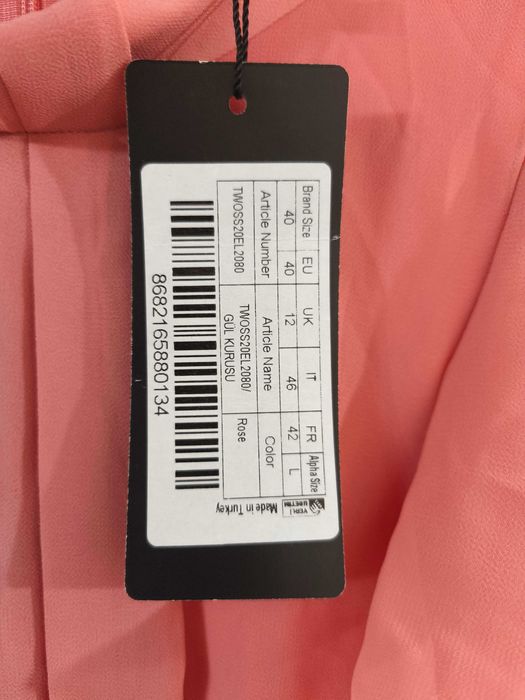 Brand Size EU UK IT FR Alpha Size
40 40 12 46 42 L
Article Number Article Name Color
TWOSS20EL2080 TWOSS20EL2080/ Rose
GÜL KURUSU
8682165880134
YERLİ
ÜRETİM
Made in Turkey